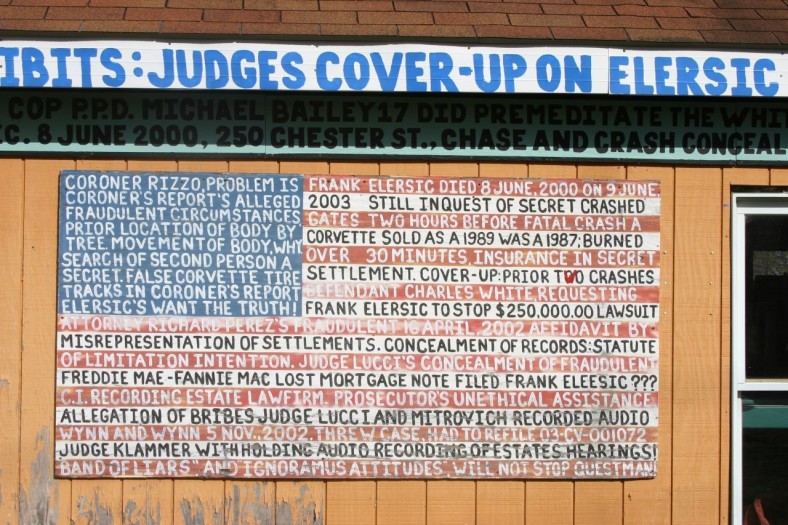 IBITS: JUDGES COVER-UP ON ELERSIC
COP P.P.D. MICHAEL BAILEY 17 DID PREMEDITATE THE WHI
C. 8 JUNE 2000, 250 CHESTER ST., CHASE AND CRASH CONCEAL
CORONER RIZZO, PROBLEM IS
CORONER'S REPORT'S ALLEGED
FRAUDULENT CIRCUMSTANCES
PRIOR LOCATION OF BODY BY
TREE. MOVEMENT OF BODY, WHY
SEARCH OF SECOND PERSON A
SECRET. FALSE CORVETTE TIRE
TRACKS IN CORONER'S REPORT
ELERSIC'S WANT THE TRUTH!
FRANK ELERSIC DIED 8 JUNE, 2000 ON 9 JUNE
2003 STILL INQUEST OF SECRET CRASHED
GATES TWO HOURS BEFORE FATAL CRASH A
CORVETTE SOLD AS A 1989 WAS A 1987; BURNED
OVER 30 MINUTES, INSURANCE IN SECRET
SETTLEMENT. COVER-UP: PRIOR TWO CRASHES
DEFENDANT CHARLES WHITE, REQUESTING
FRANK ELERSIC TO STOP $250,000.00 LAWSUIT
ATTORNEY RICHARD PEREZ'S FRAUDULENT 16 APRIL, 2002 AFFIDAVIT BY
MISREPRESENTATION OF SETTLEMENTS. CONCEALMENT OF RECORDS: STATUTE
OF LIMITATION INTENTION. JUDGE LUCCI'S CONCEALMENT OF FRAUDULENT
FREDDIE MAE-FANNIE MAC LOST MORTGAGE NOTE FILED FRANK ELEESIC ???
C.I. RECORDING ESTATE LAWFIRM. PROSECUTOR'S UNETHICAL ASSISTANCE
ALLEGATION OF BRIBES-JUDGE LUCCI AND MITROVICH RECORDED AUDIO
WYNN AND WYNN 5 NOV., 2002, THREW CASE, HAD TO REFILE 03-CV-001072
JUDGE KLAMMER WITHHOLDING AUDIO RECORDING OF ESTATES HEARINGS!
BAND OF LIARS" AND IGNORAMUS ATTITUDES", WILL NOT STOP QUESTMAN!